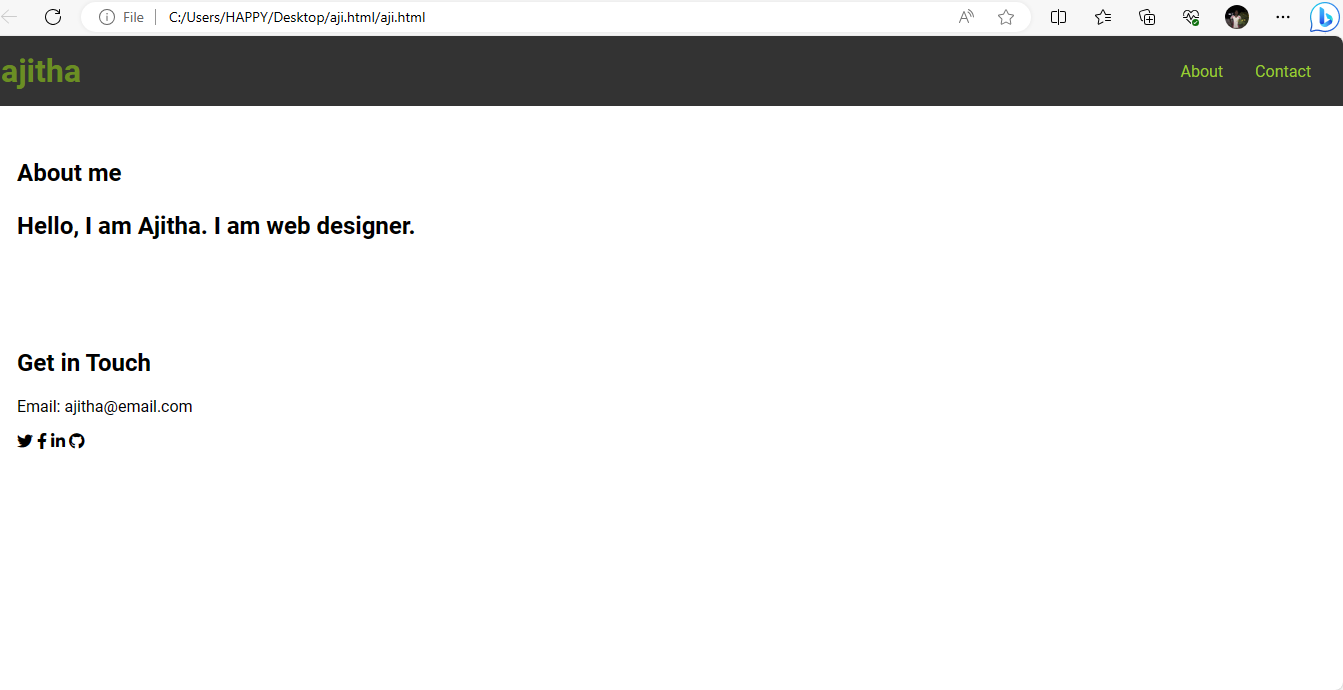 File C:/Users/HAPPY/Desktop/aji.html/aji.html
ajitha About Contact
About me
Hello, I am Ajitha. I am web designer.
Get in Touch
Email: ajitha@email.com